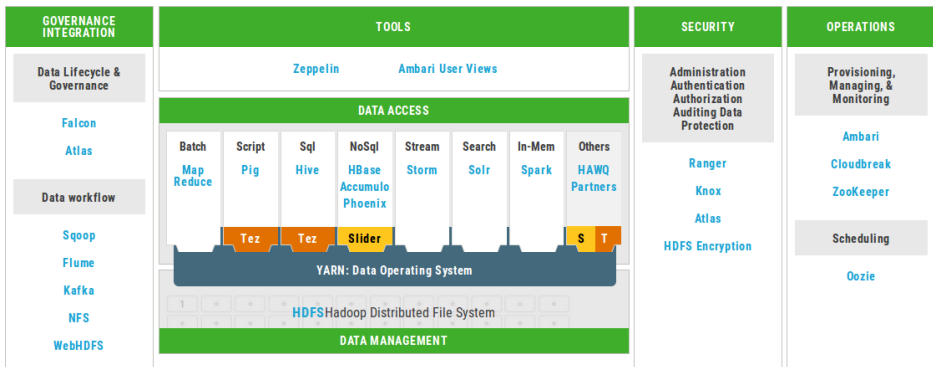 GOVERNANCE
INTEGRATION
Data Lifecycle &
Governance
Falcon
Atlas
Data workflow
Sqoop
Flume
Kafka
NFS
WebHDFS
TOOLS
Zeppelin
Ambari User Views
DATA ACCESS
Batch
Map
Reduce
Script
Pig
Tez
Sql
Hive
Tez
NoSql
HBase
Accumulo
Phoenix
Slider
Stream
Storm
Search
Solr
In-Mem
Spark
Others
HAWQ
Partners
S T
YARN: Data Operating System
1
HDFS Hadoop Distributed File System
DATA MANAGEMENT
SECURITY
Administration
Authentication
Authorization
Auditing Data
Protection
Ranger
Knox
Atlas
HDFS Encryption
OPERATIONS
Provisioning,
Managing, &
Monitoring
Ambari
Cloudbreak
ZooKeeper
Scheduling
Oozie